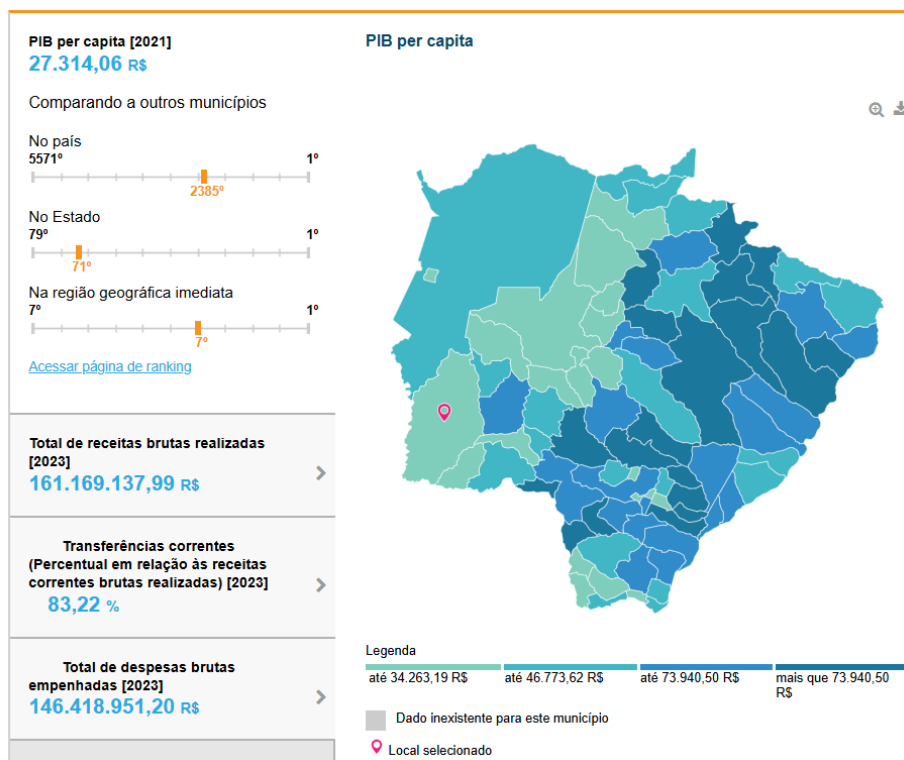 PIB per capita [2021]
27.314,06 R$
Comparando a outros municípios
No país
5571º 1º
2385º
No Estado
79º 1º
71º
Na região geográfica imediata
7º 1º
7º
Acessar página de ranking
Total de receitas brutas realizadas
[2023]
161.169.137,99 R$
Transferências correntes
(Percentual em relação às receitas
correntes brutas realizadas) [2023]
83,22 %
Total de despesas brutas
empenhadas [2023]
146.418.951,20 R$
PIB per capita
Legenda
até 34.263,19 R$
até 46.773,62 R$
até 73.940,50 R$
mais que 73.940,50
R$
Dado inexistente para este município
Local selecionado